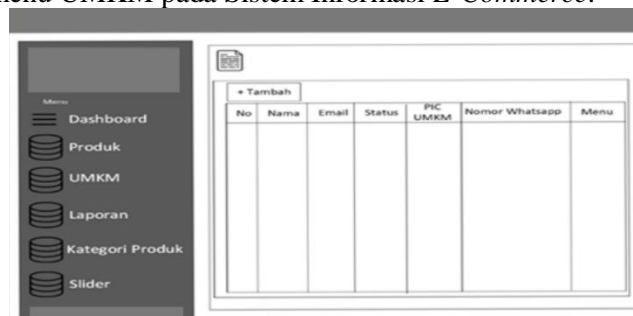 menu UMKM pada Sistem Informasi E-Commerce.
Menu
Dashboard
Produk
UMKM
Laporan
Kategori Produk
Slider
+ Tambah
No Nama Email Status PIC UMKM Nomor Whatsapp Menu